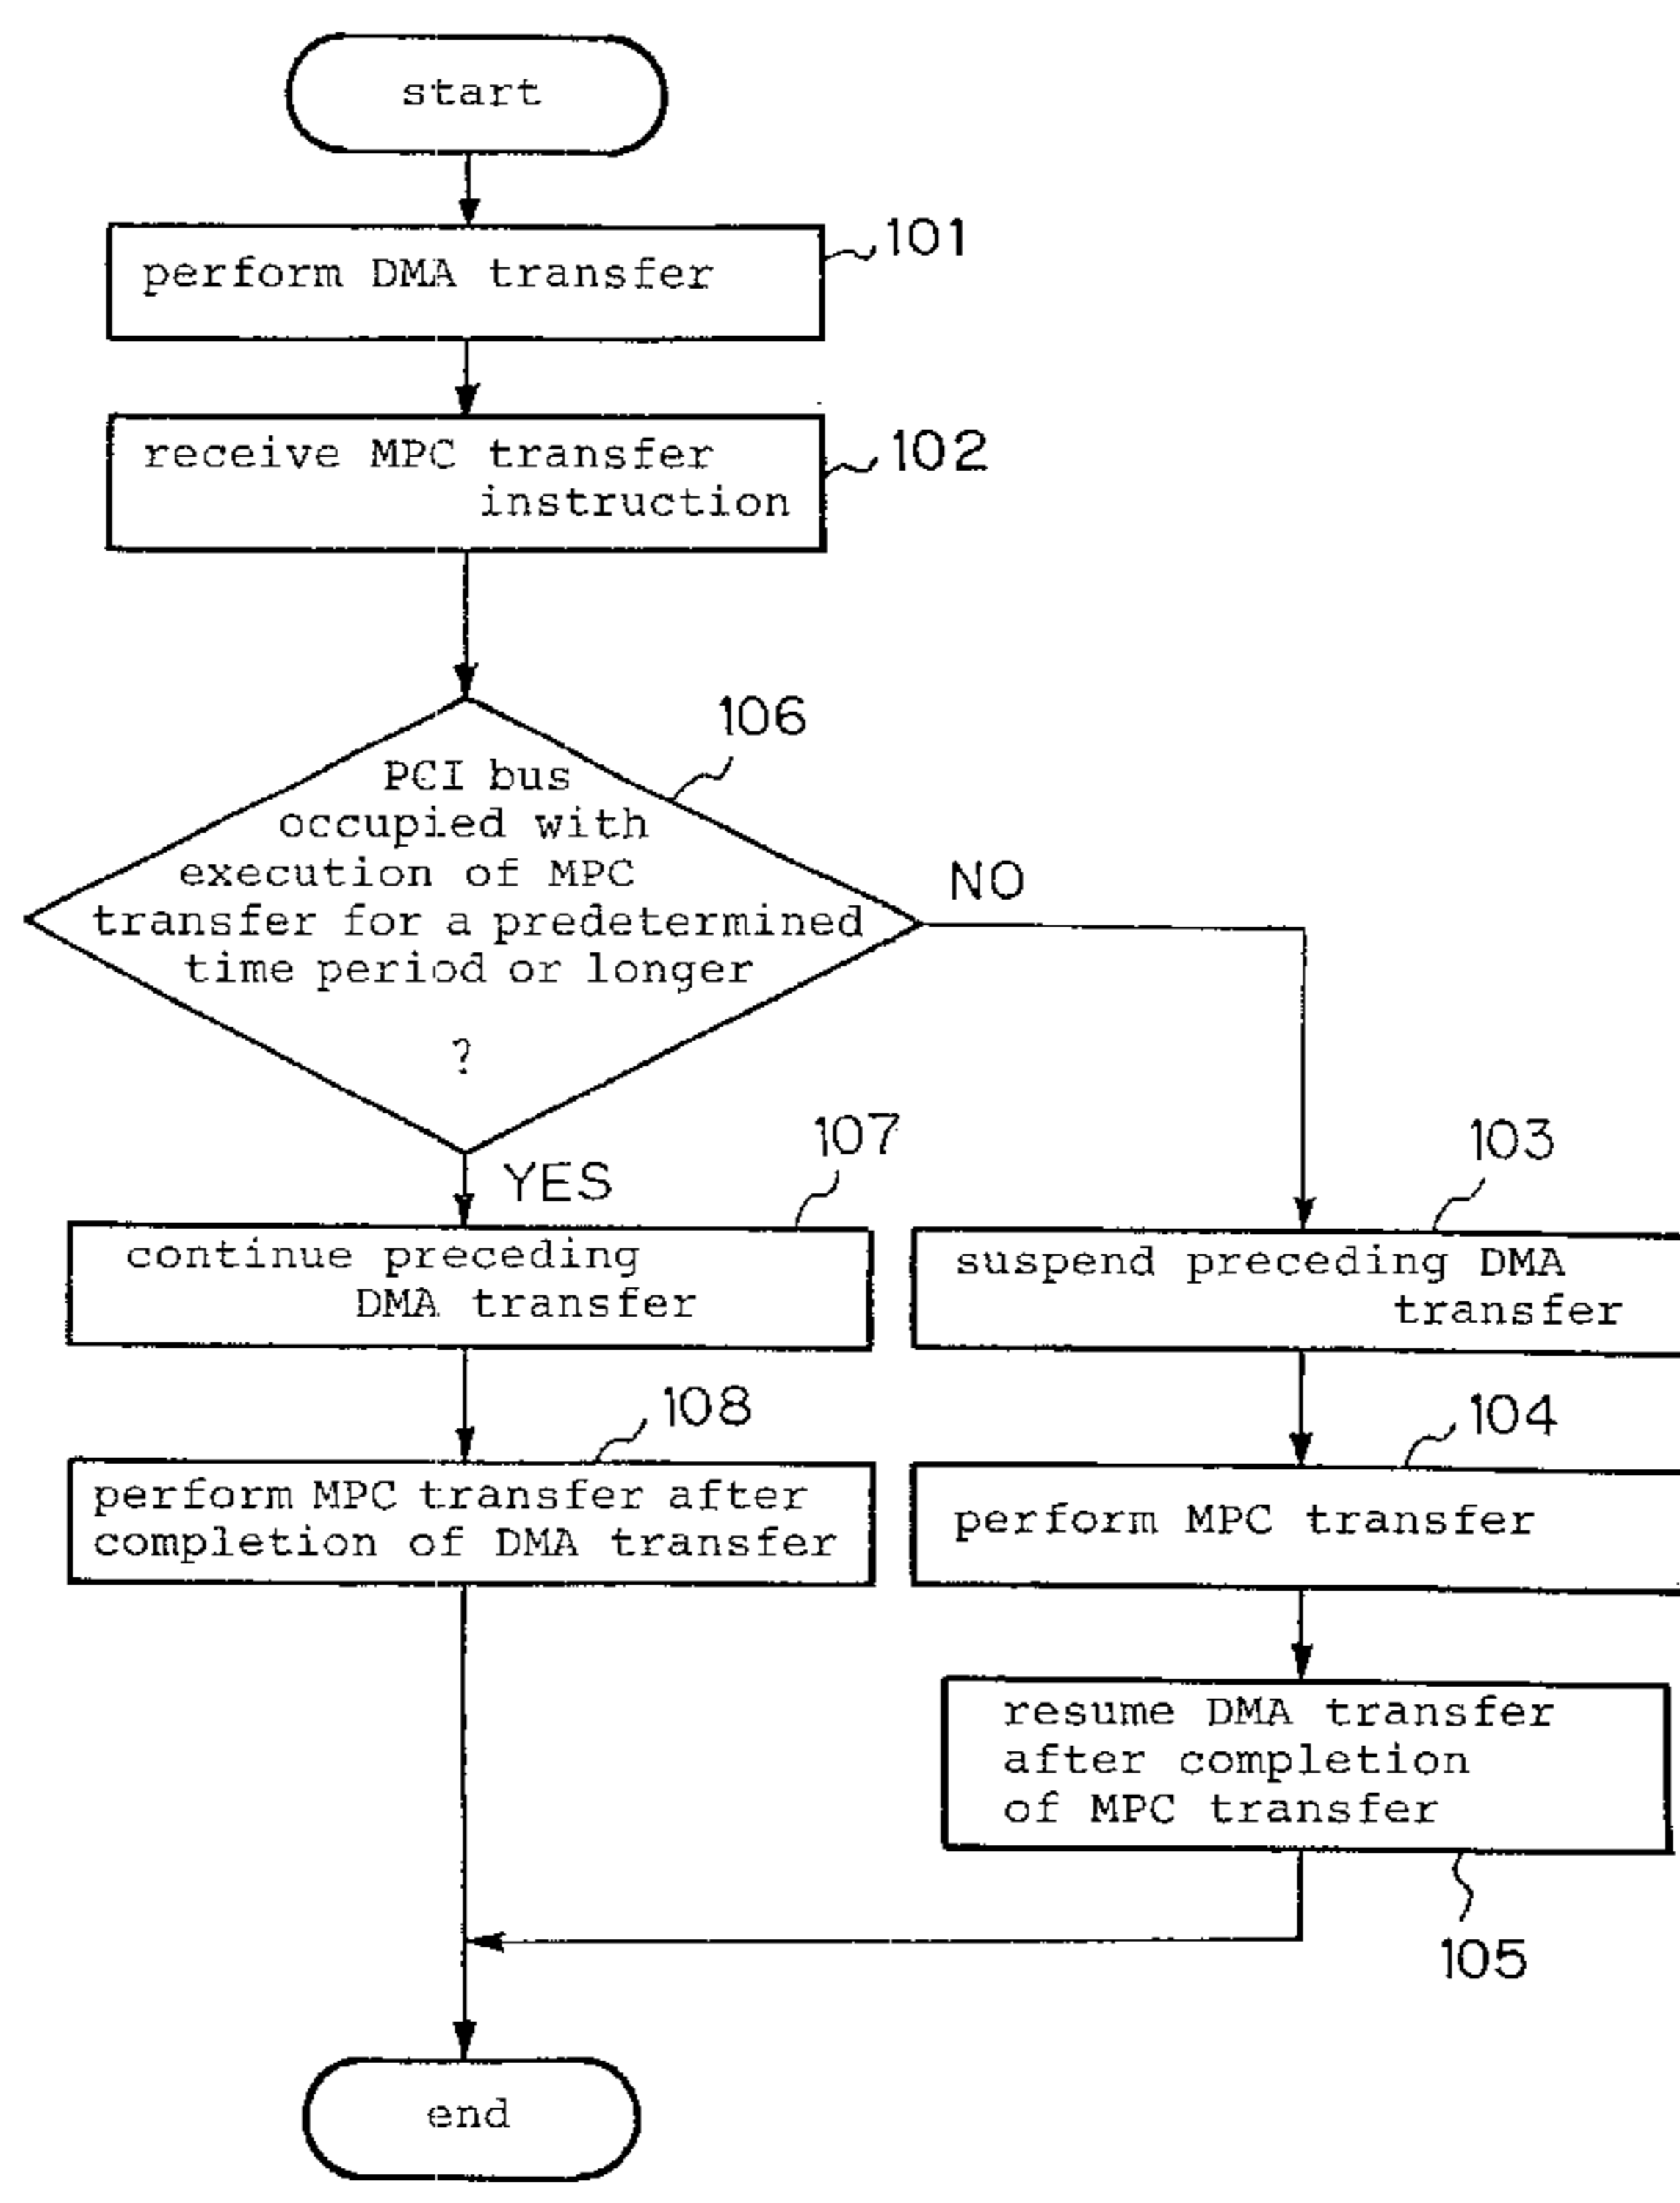 start
perform DMA transfer
101
receive MPC transfer
instruction
102
106
PCI bus
occupied with
execution of MPC
transfer for a predetermined
time period or longer
?
NO
YES
107
continue preceding
DMA transfer
103
suspend preceding DMA
transfer
108
perform MPC transfer after
completion of DMA transfer
104
perform MPC transfer
resume DMA transfer
after completion
of MPC transfer
105
end